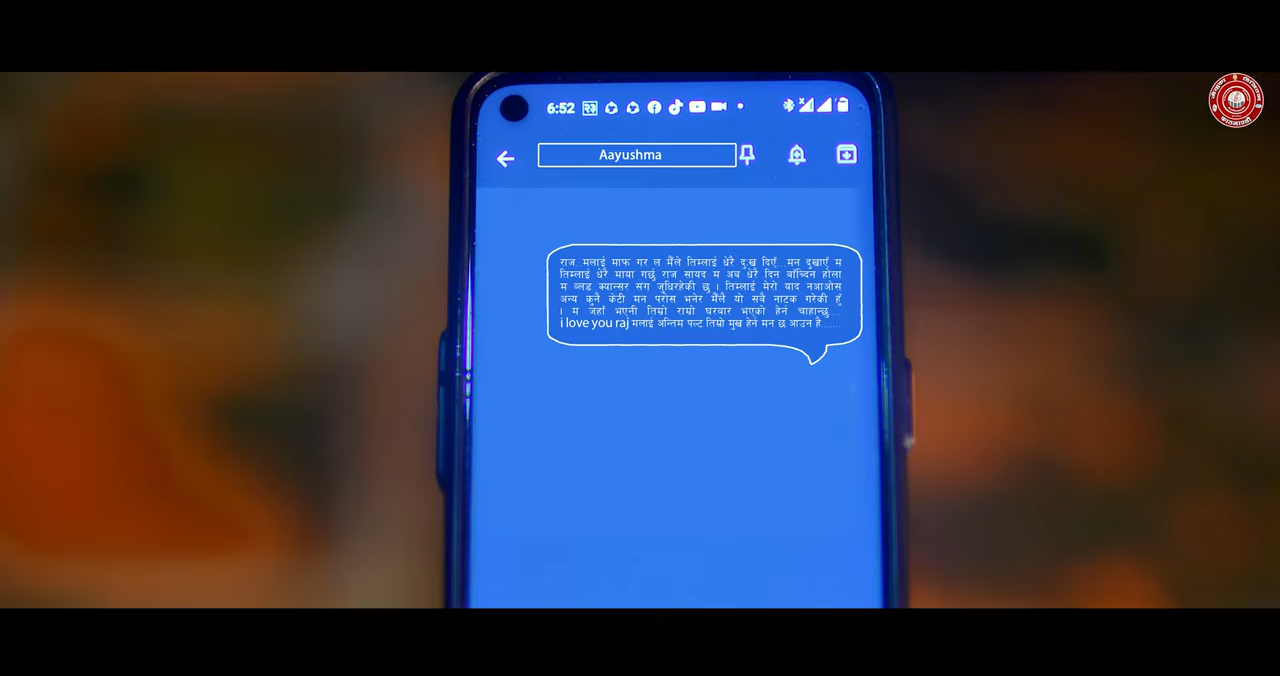 6:52
Aayushma
राज मलाई माफ गर ल मैंले तिम्लाई धेरै दुःख दिएँ...मन दुखाएँ म
तिम्लाई धेरै माया गर्छु राज सायद म अब धेरै दिन बाँच्दिन होला
म ब्लड क्यान्सर संग जुधिरहेकी छु । तिम्लाई मेरो याद नआओस
अन्य कुनै केटी मन परोस भनेर मैंले यो सबै नाटक गरेकी हुँ
। म जहाँ भएनी तिम्रो राम्रो घरबार भएको हेर्न चाहान्छु....
i love you raj मलाई अन्तिम पल्ट तिम्रो मुख हेर्न मन छ आउन है.......
काठमाण्डौ